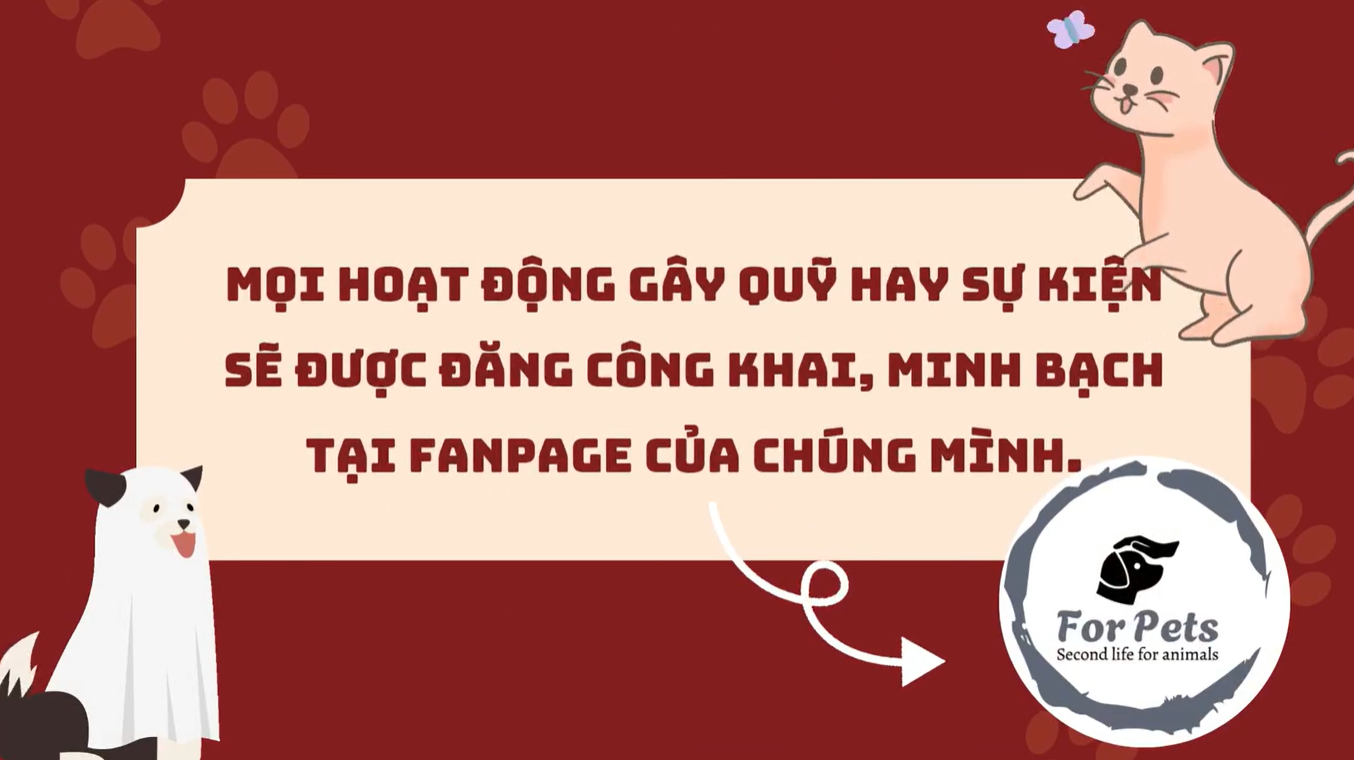 MỌI HOẠT ĐỘNG GÂY QUỸ HAY SỰ KIỆN
SẼ ĐƯỢC ĐĂNG CÔNG KHAI, MINH BẠCH
TẠI FANPAGE CỦA CHÚNG MÌNH.
For Pets
Second life for animals